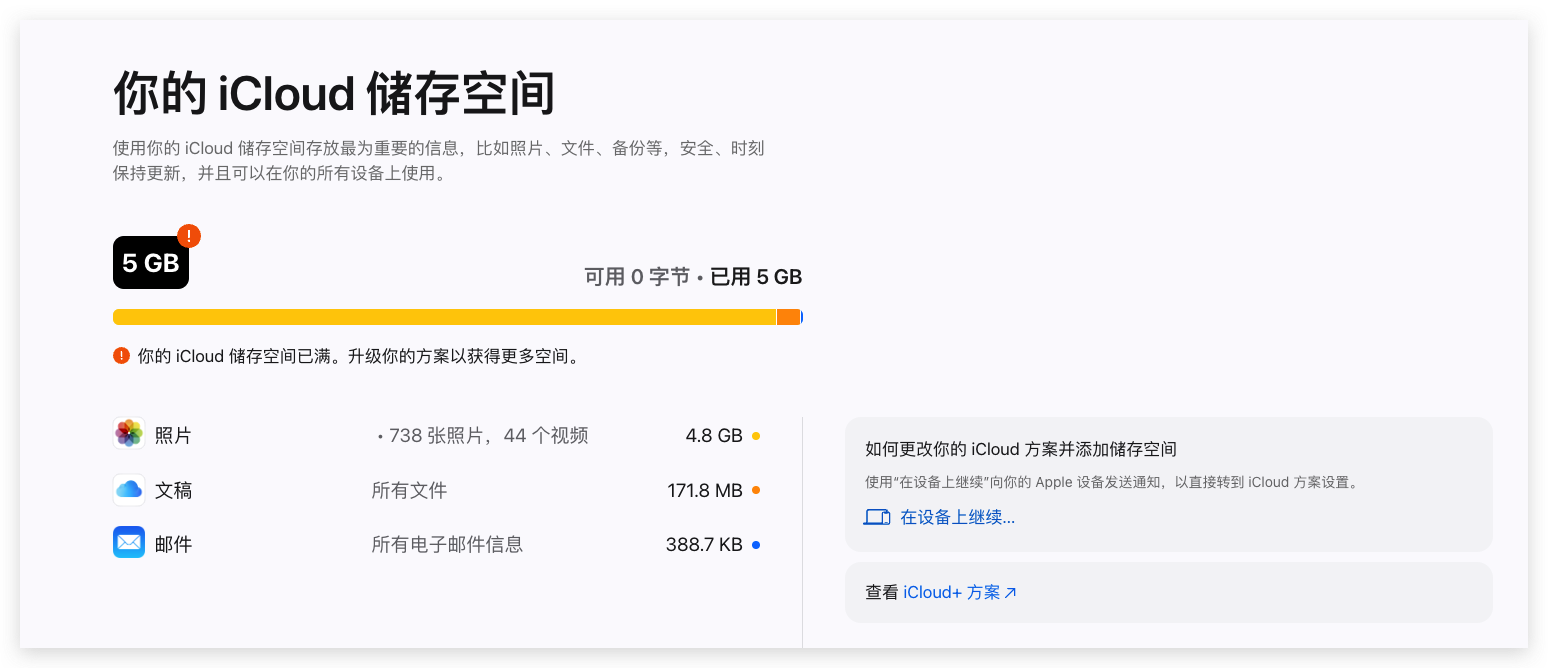 你的 iCloud 储存空间
使用你的 iCloud 储存空间存放最为重要的信息，比如照片、文件、备份等，安全、时刻
保持更新，并且可以在你的所有设备上使用。
5 GB
可用 0 字节 • 已用 5 GB
你的 iCloud 储存空间已满。升级你的方案以获得更多空间。
照片 • 738 张照片，44 个视频 4.8 GB
文稿 所有文件 171.8 MB
邮件 所有电子邮件信息 388.7 KB
如何更改你的 iCloud 方案并添加储存空间
使用“在设备上继续”向你的 Apple 设备发送通知，以直接转到 iCloud 方案设置。
在设备上继续...
查看 iCloud+ 方案↗